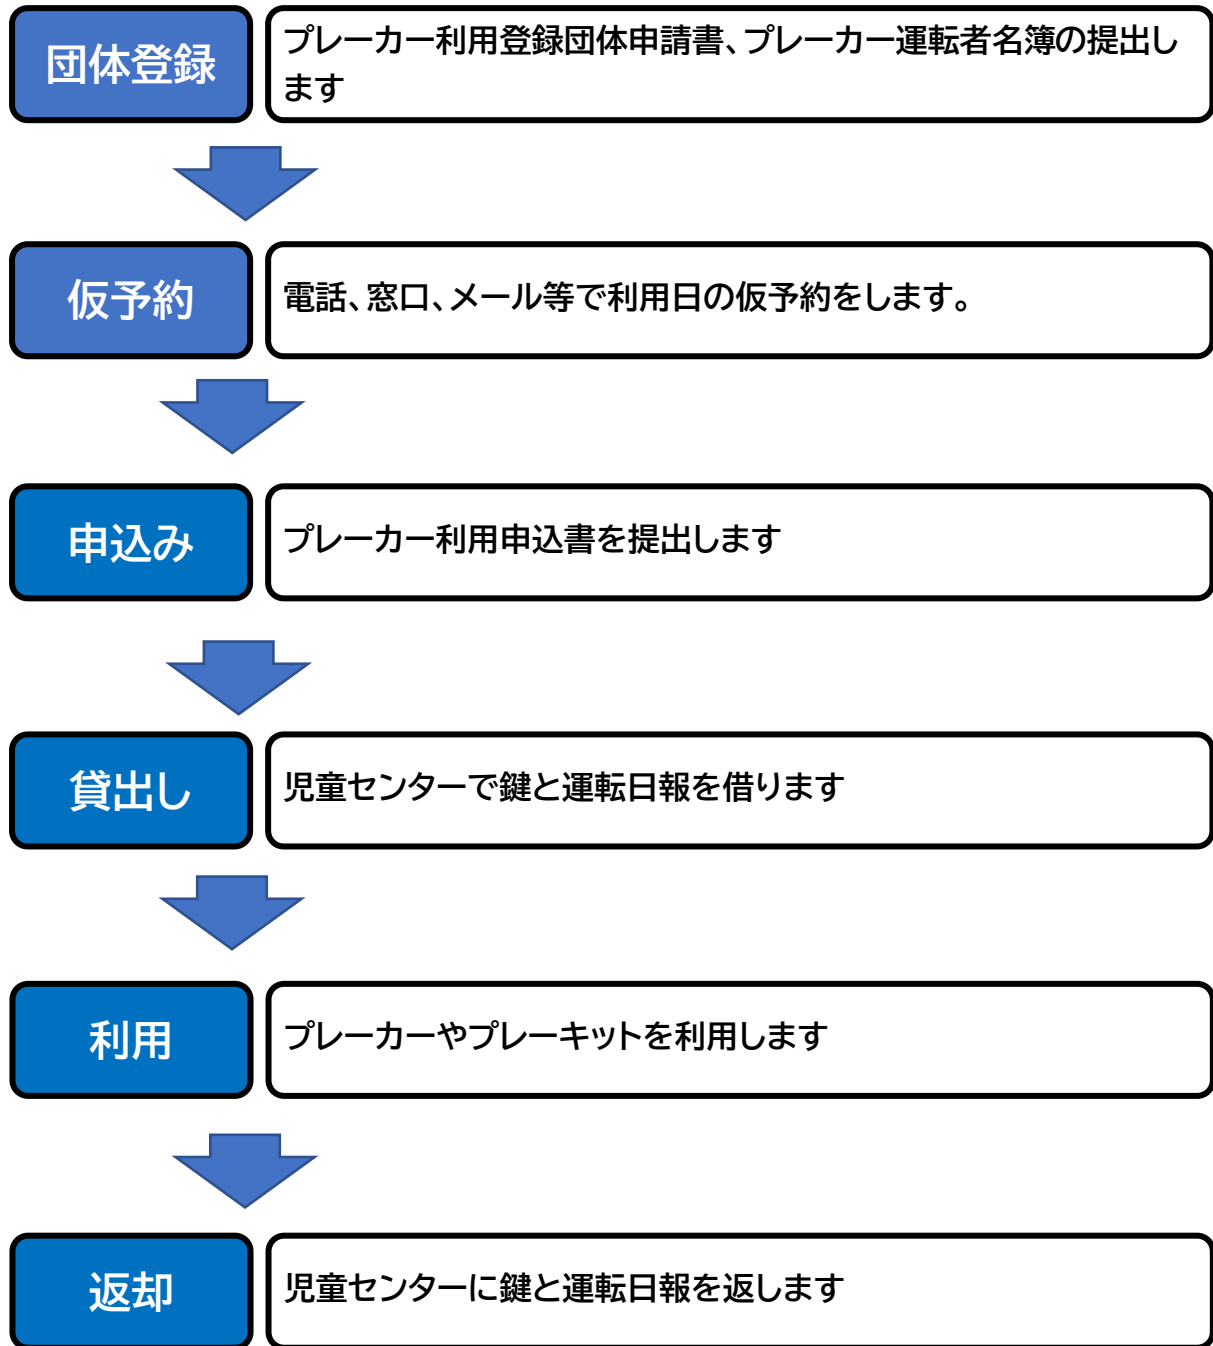 団体登録
プレーカー利用登録団体申請書、プレーカー運転者名簿の提出し
ます
仮予約
電話、窓口、メール等で利用日の仮予約をします。
申込み
プレーカー利用申込書を提出します
貸出し
児童センターで鍵と運転日報を借ります
利用
プレーカーやプレーキットを利用します
返却
児童センターに鍵と運転日報を返します